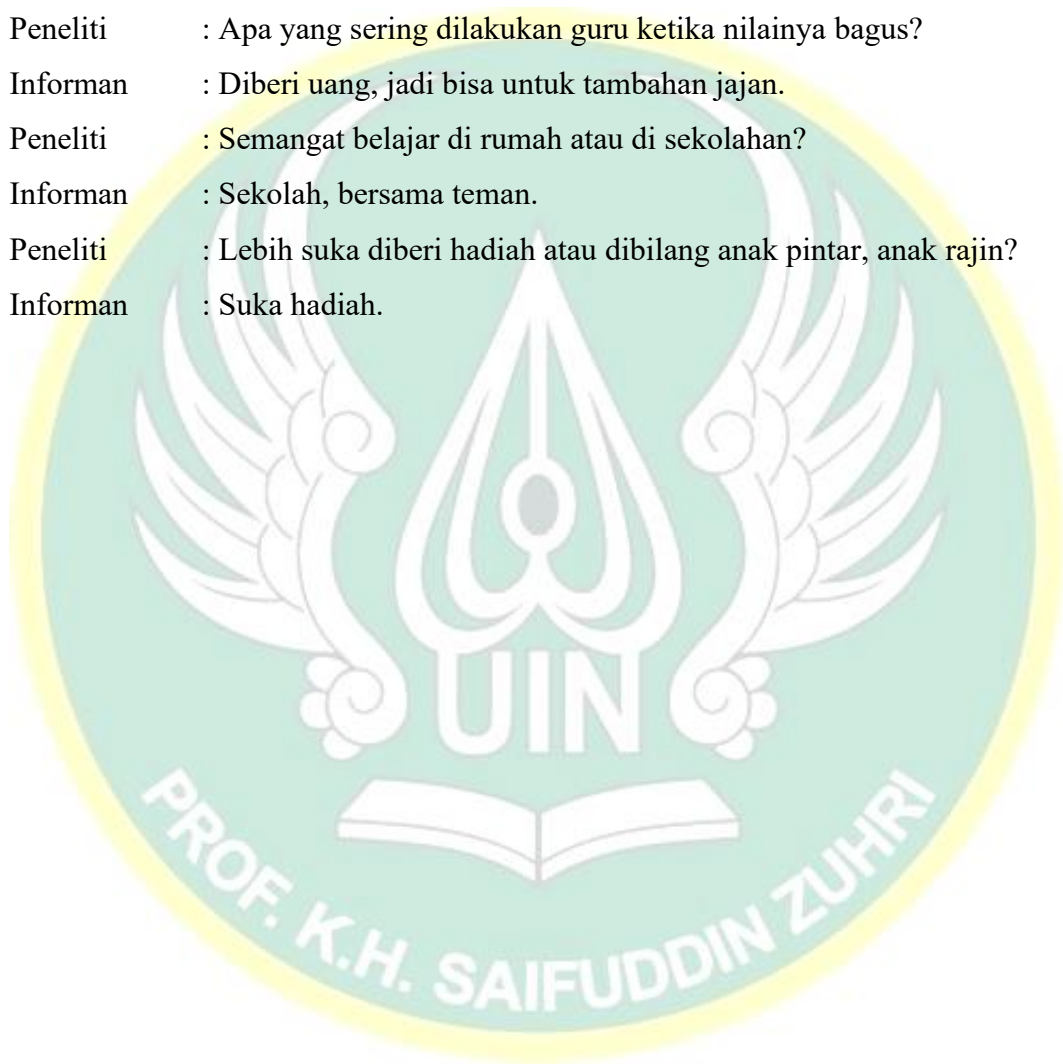 Peneliti : Apa yang sering dilakukan guru ketika nilainya bagus?
Informan : Diberi uang, jadi bisa untuk tambahan jajan.
Peneliti : Semangat belajar di rumah atau di sekolahan?
Informan : Sekolah, bersama teman.
Peneliti : Lebih suka diberi hadiah atau dibilang anak pintar, anak rajin?
Informan : Suka hadiah.
UIN
PROF. K.H. SAIFUDDIN ZUHRI